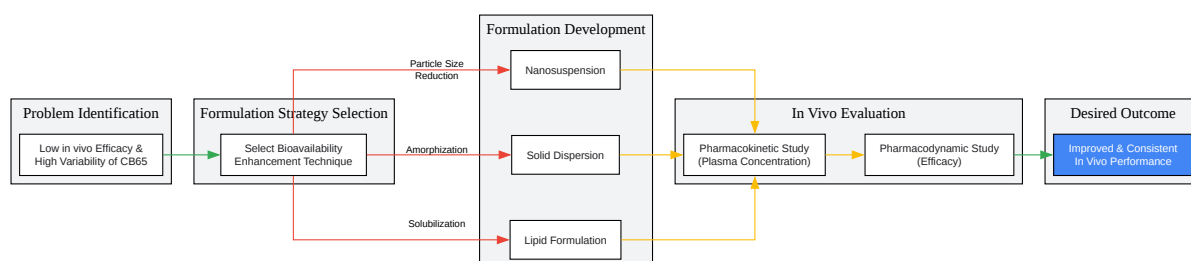 Problem Identification
Low in vivo Efficacy &
High Variability of CB65
Formulation Strategy Selection
Select Bioavailability
Enhancement Technique
Particle Size
Reduction
Amorphization
Solubilization
Formulation Development
Nanosuspension
Solid Dispersion
Lipid Formulation
In Vivo Evaluation
Pharmacokinetic Study
(Plasma Concentration)
Pharmacodynamic Study
(Efficacy)
Desired Outcome
Improved & Consistent
In Vivo Performance